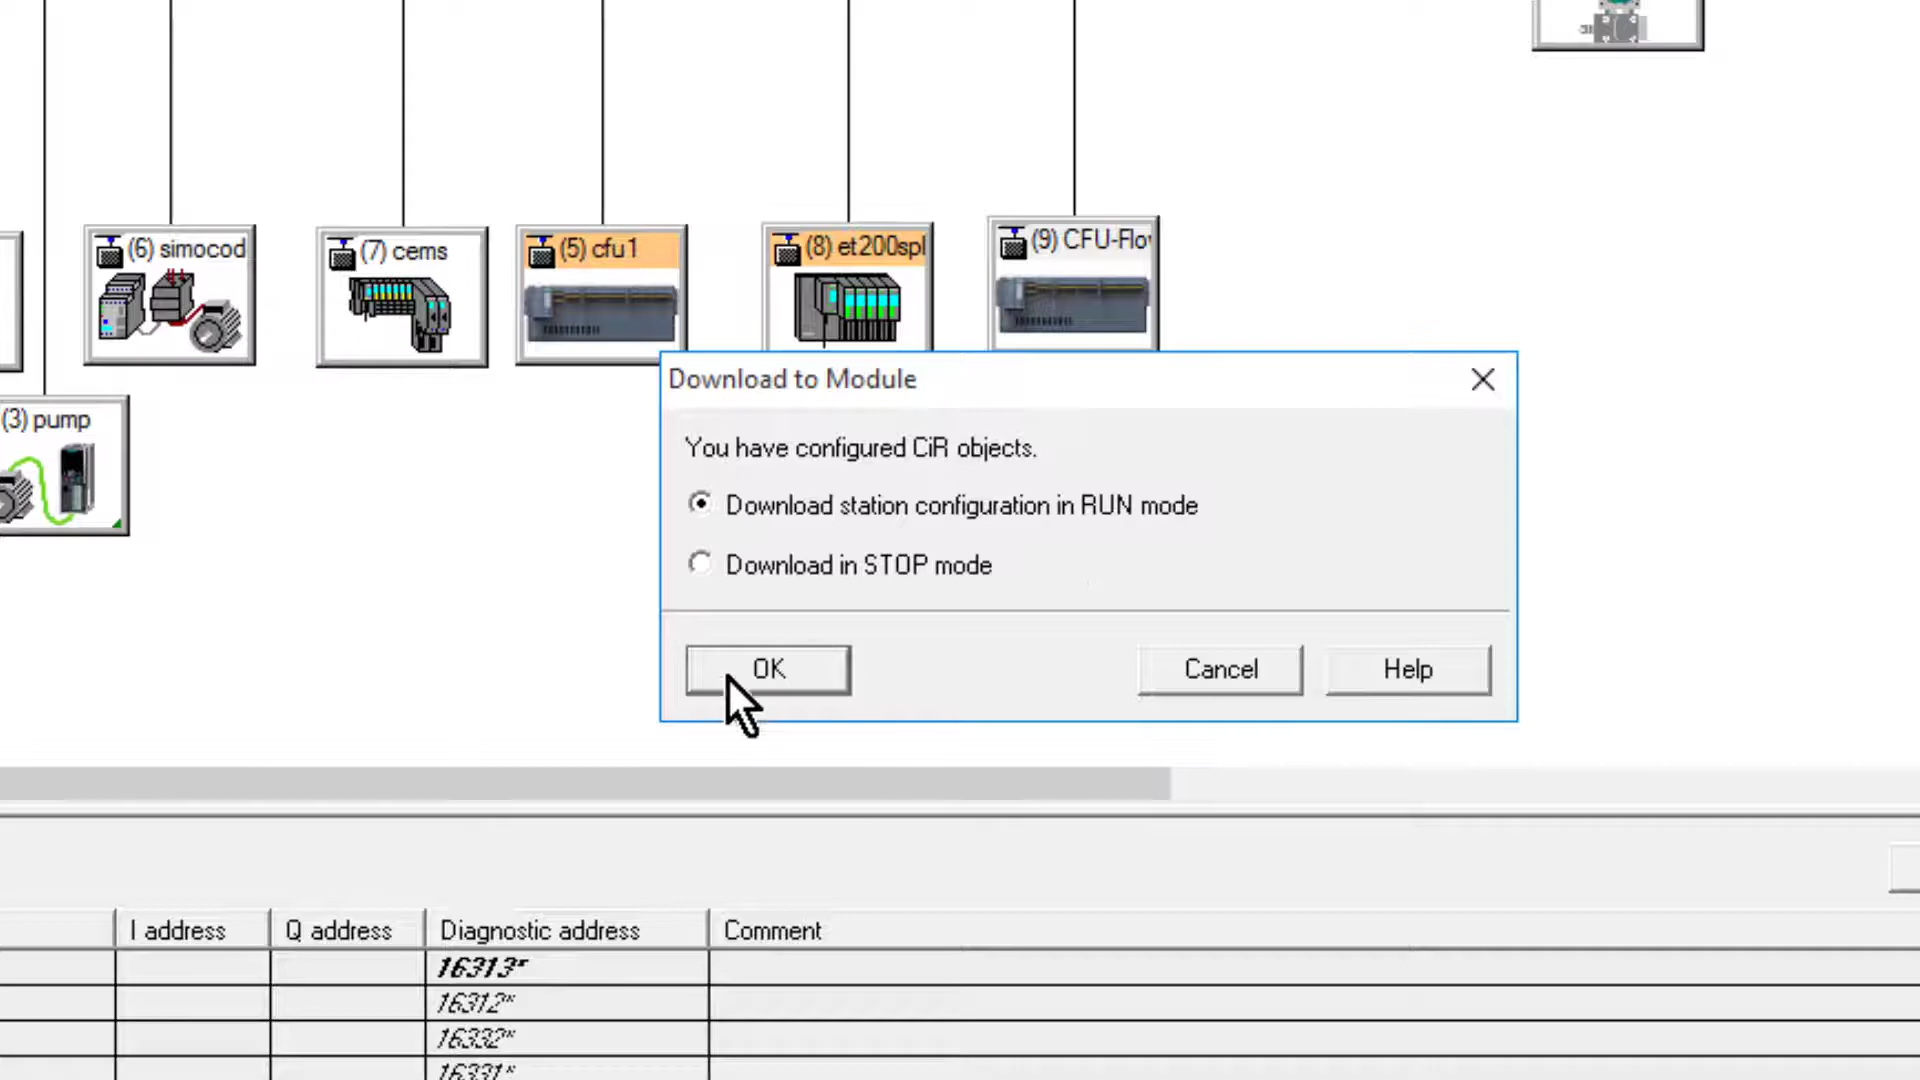 (6) simocod
(7) cems
(5) cfu1
(8) et200spl
(9) CFU-Flo
(3) pump
Download to Module
You have configured CiR objects.
Download station configuration in RUN mode
Download in STOP mode
OK
Cancel
Help
I address
Q address
Diagnostic address
Comment
16313*
16312*
16332*
16331*